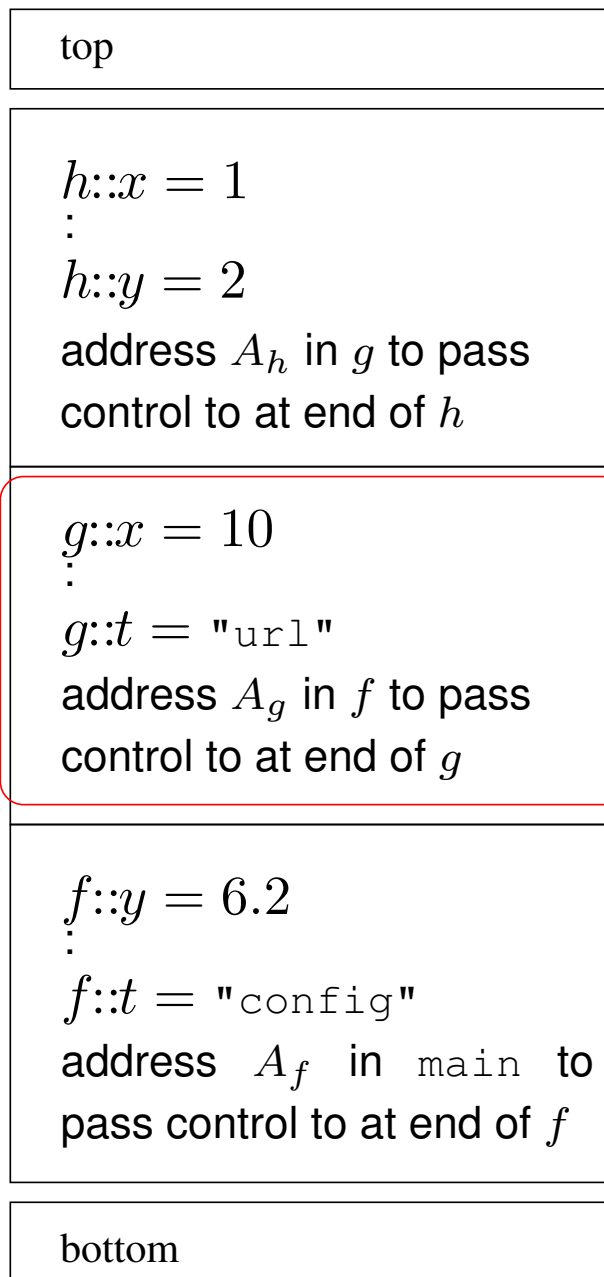 top
h::x = 1
⋮
h::y = 2
address A_h in g to pass
control to at end of h
g::x = 10
⋮
g::t = "url"
address A_g in f to pass
control to at end of g
f::y = 6.2
⋮
f::t = "config"
address A_f in main to
pass control to at end of f
bottom